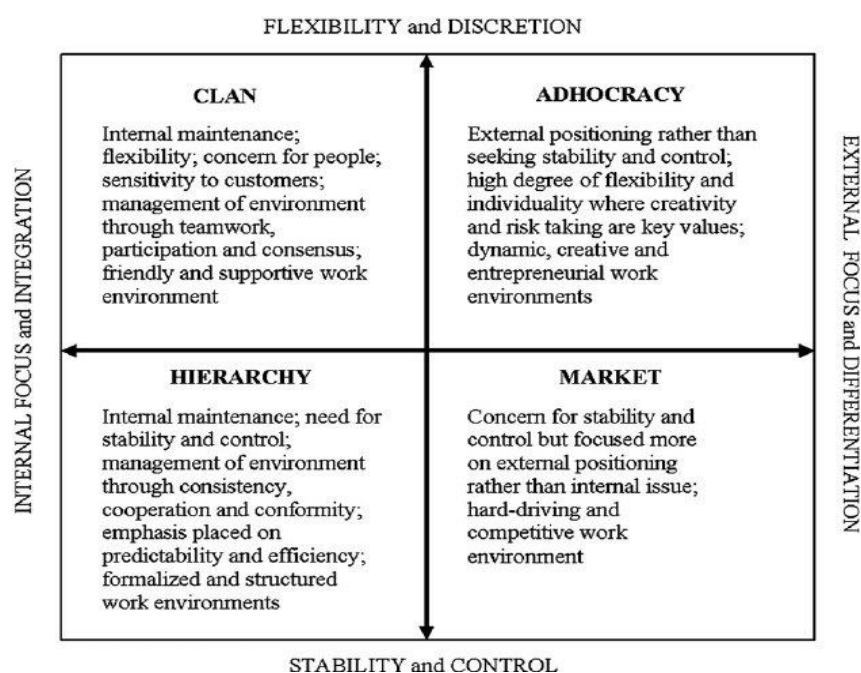 FLEXIBILITY and DISCRETION
CLAN
Internal maintenance;
flexibility; concern for people;
sensitivity to customers;
management of environment
through teamwork,
participation and consensus;
friendly and supportive work
environment
ADHOCRACY
External positioning rather than
seeking stability and control;
high degree of flexibility and
individuality where creativity
and risk taking are key values;
dynamic, creative and
entrepreneurial work
environments
INTERNAL FOCUS and INTEGRATION
EXTERNAL FOCUS and DIFFERENTIATION
HIERARCHY
Internal maintenance; need for
stability and control;
management of environment
through consistency,
cooperation and conformity;
emphasis placed on
predictability and efficiency;
formalized and structured
work environments
MARKET
Concern for stability and
control but focused more
on external positioning
rather than internal issue;
hard-driving and
competitive work
environment
STABILITY and CONTROL